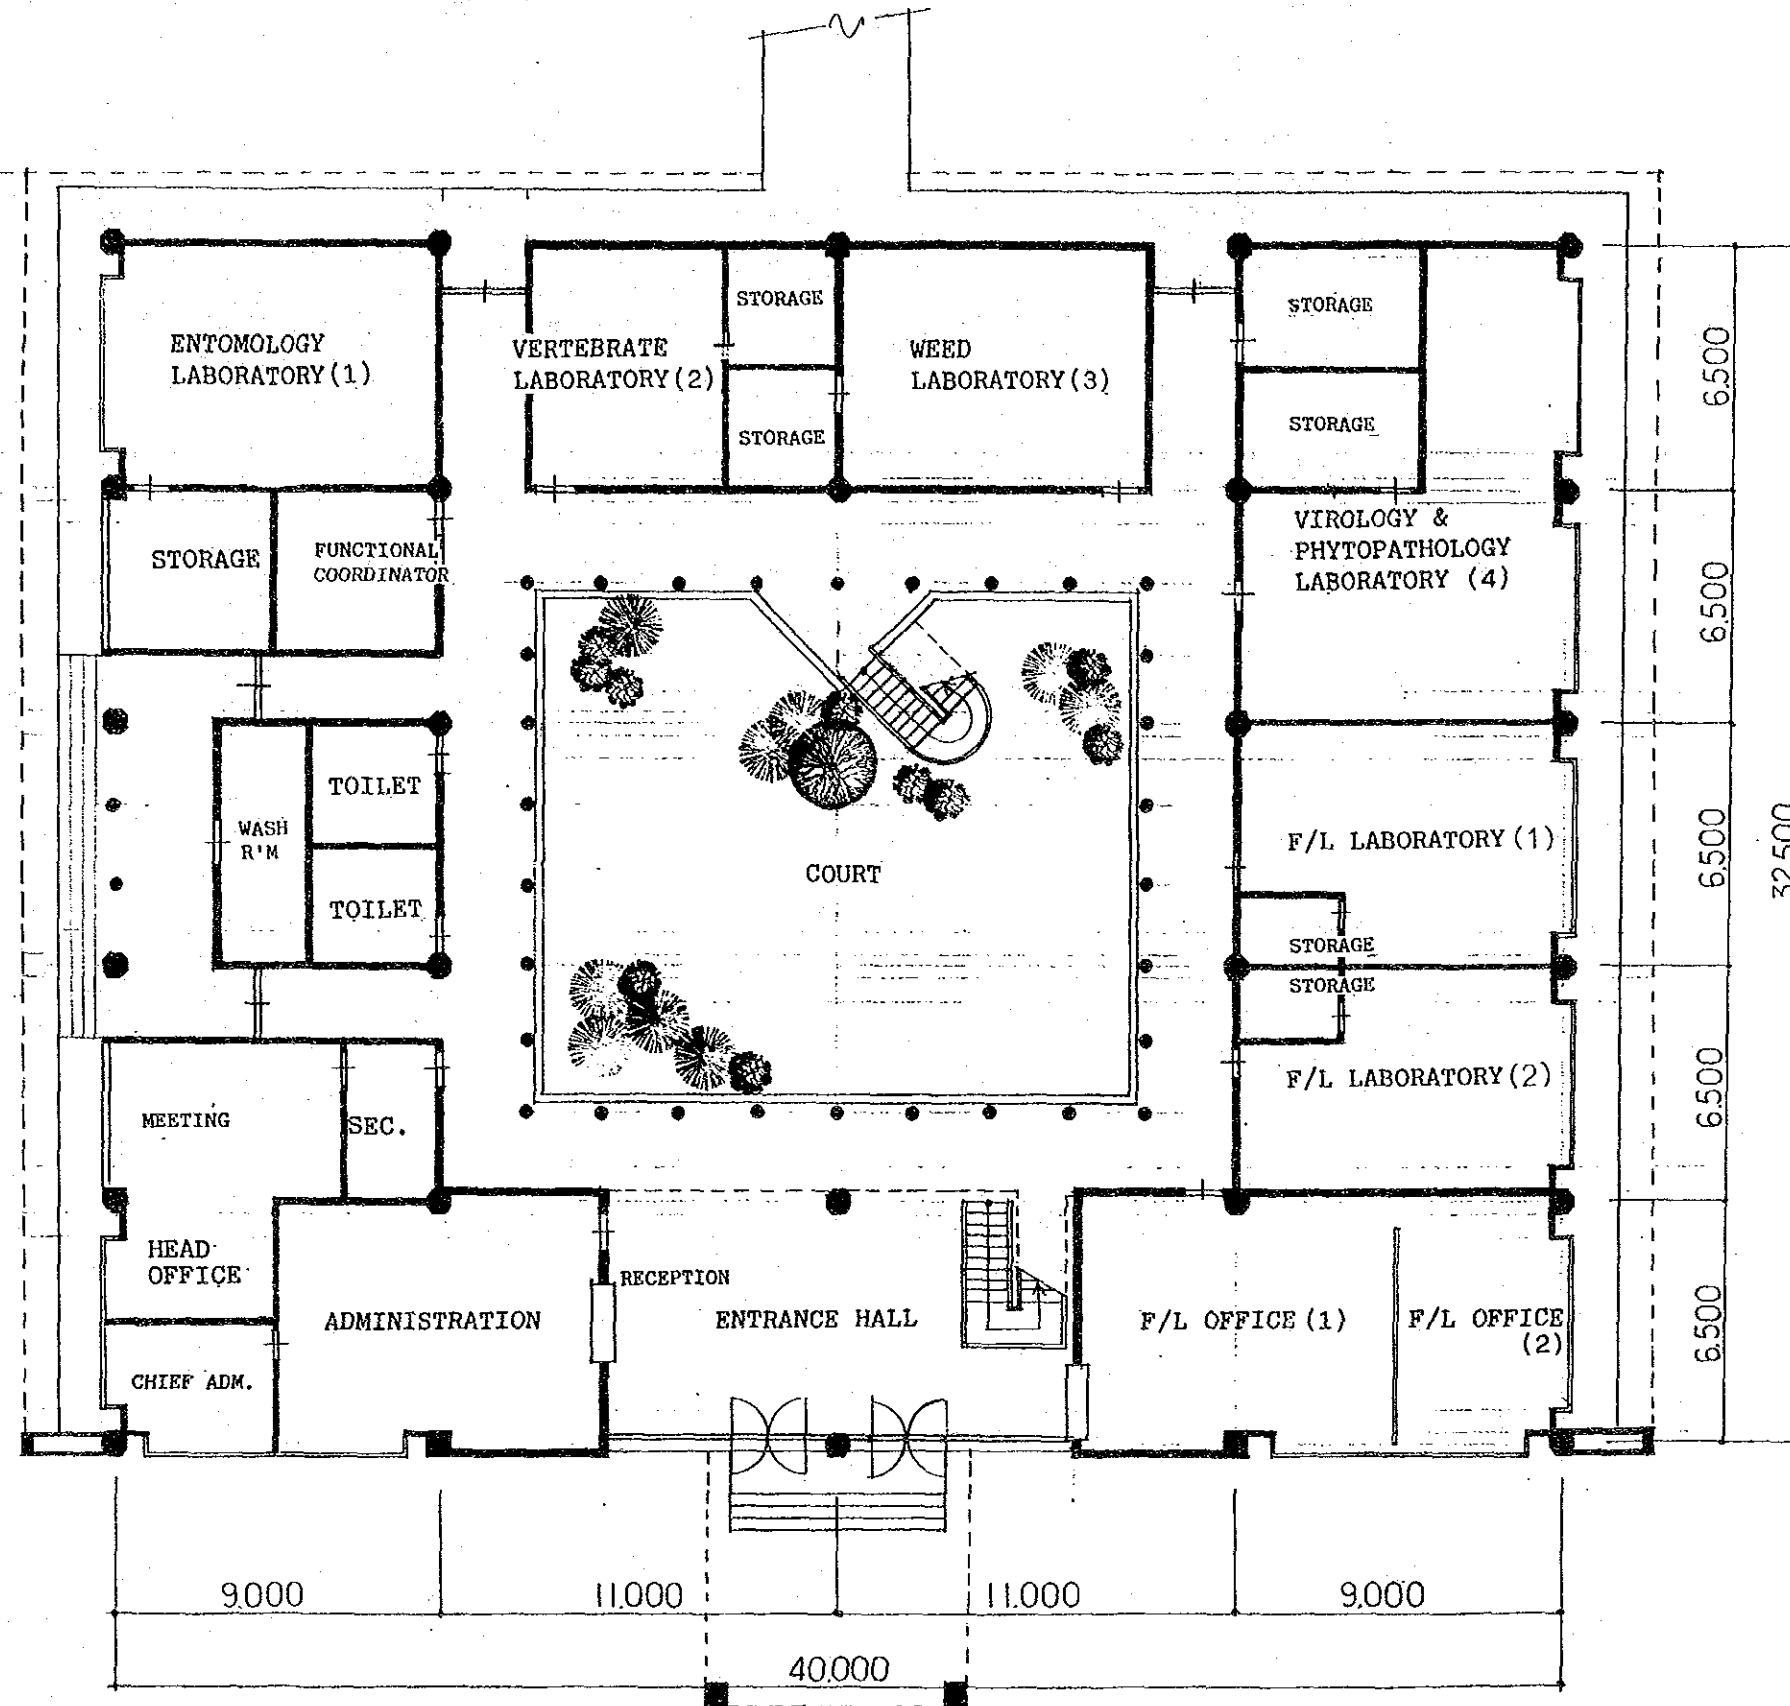 ENTOMOLOGY
LABORATORY(1)
VERTEBRATE
LABORATORY(2)
STORAGE
STORAGE
WEED
LABORATORY(3)
STORAGE
STORAGE
6.500
STORAGE
FUNCTIONAL
COORDINATOR
VIROLOGY &
PHYTOPATHOLOGY
LABORATORY (4)
6.500
TOILET
WASH
R'M
TOILET
COURT
F/L LABORATORY(1)
STORAGE
STORAGE
6.500
32.500
F/L LABORATORY(2)
6.500
MEETING
SEC.
HEAD
OFFICE
CHIEF ADM.
ADMINISTRATION
RECEPTION
ENTRANCE HALL
F/L OFFICE(1)
F/L OFFICE
(2)
6.500
9.000
11.000
11.000
9.000
40.000